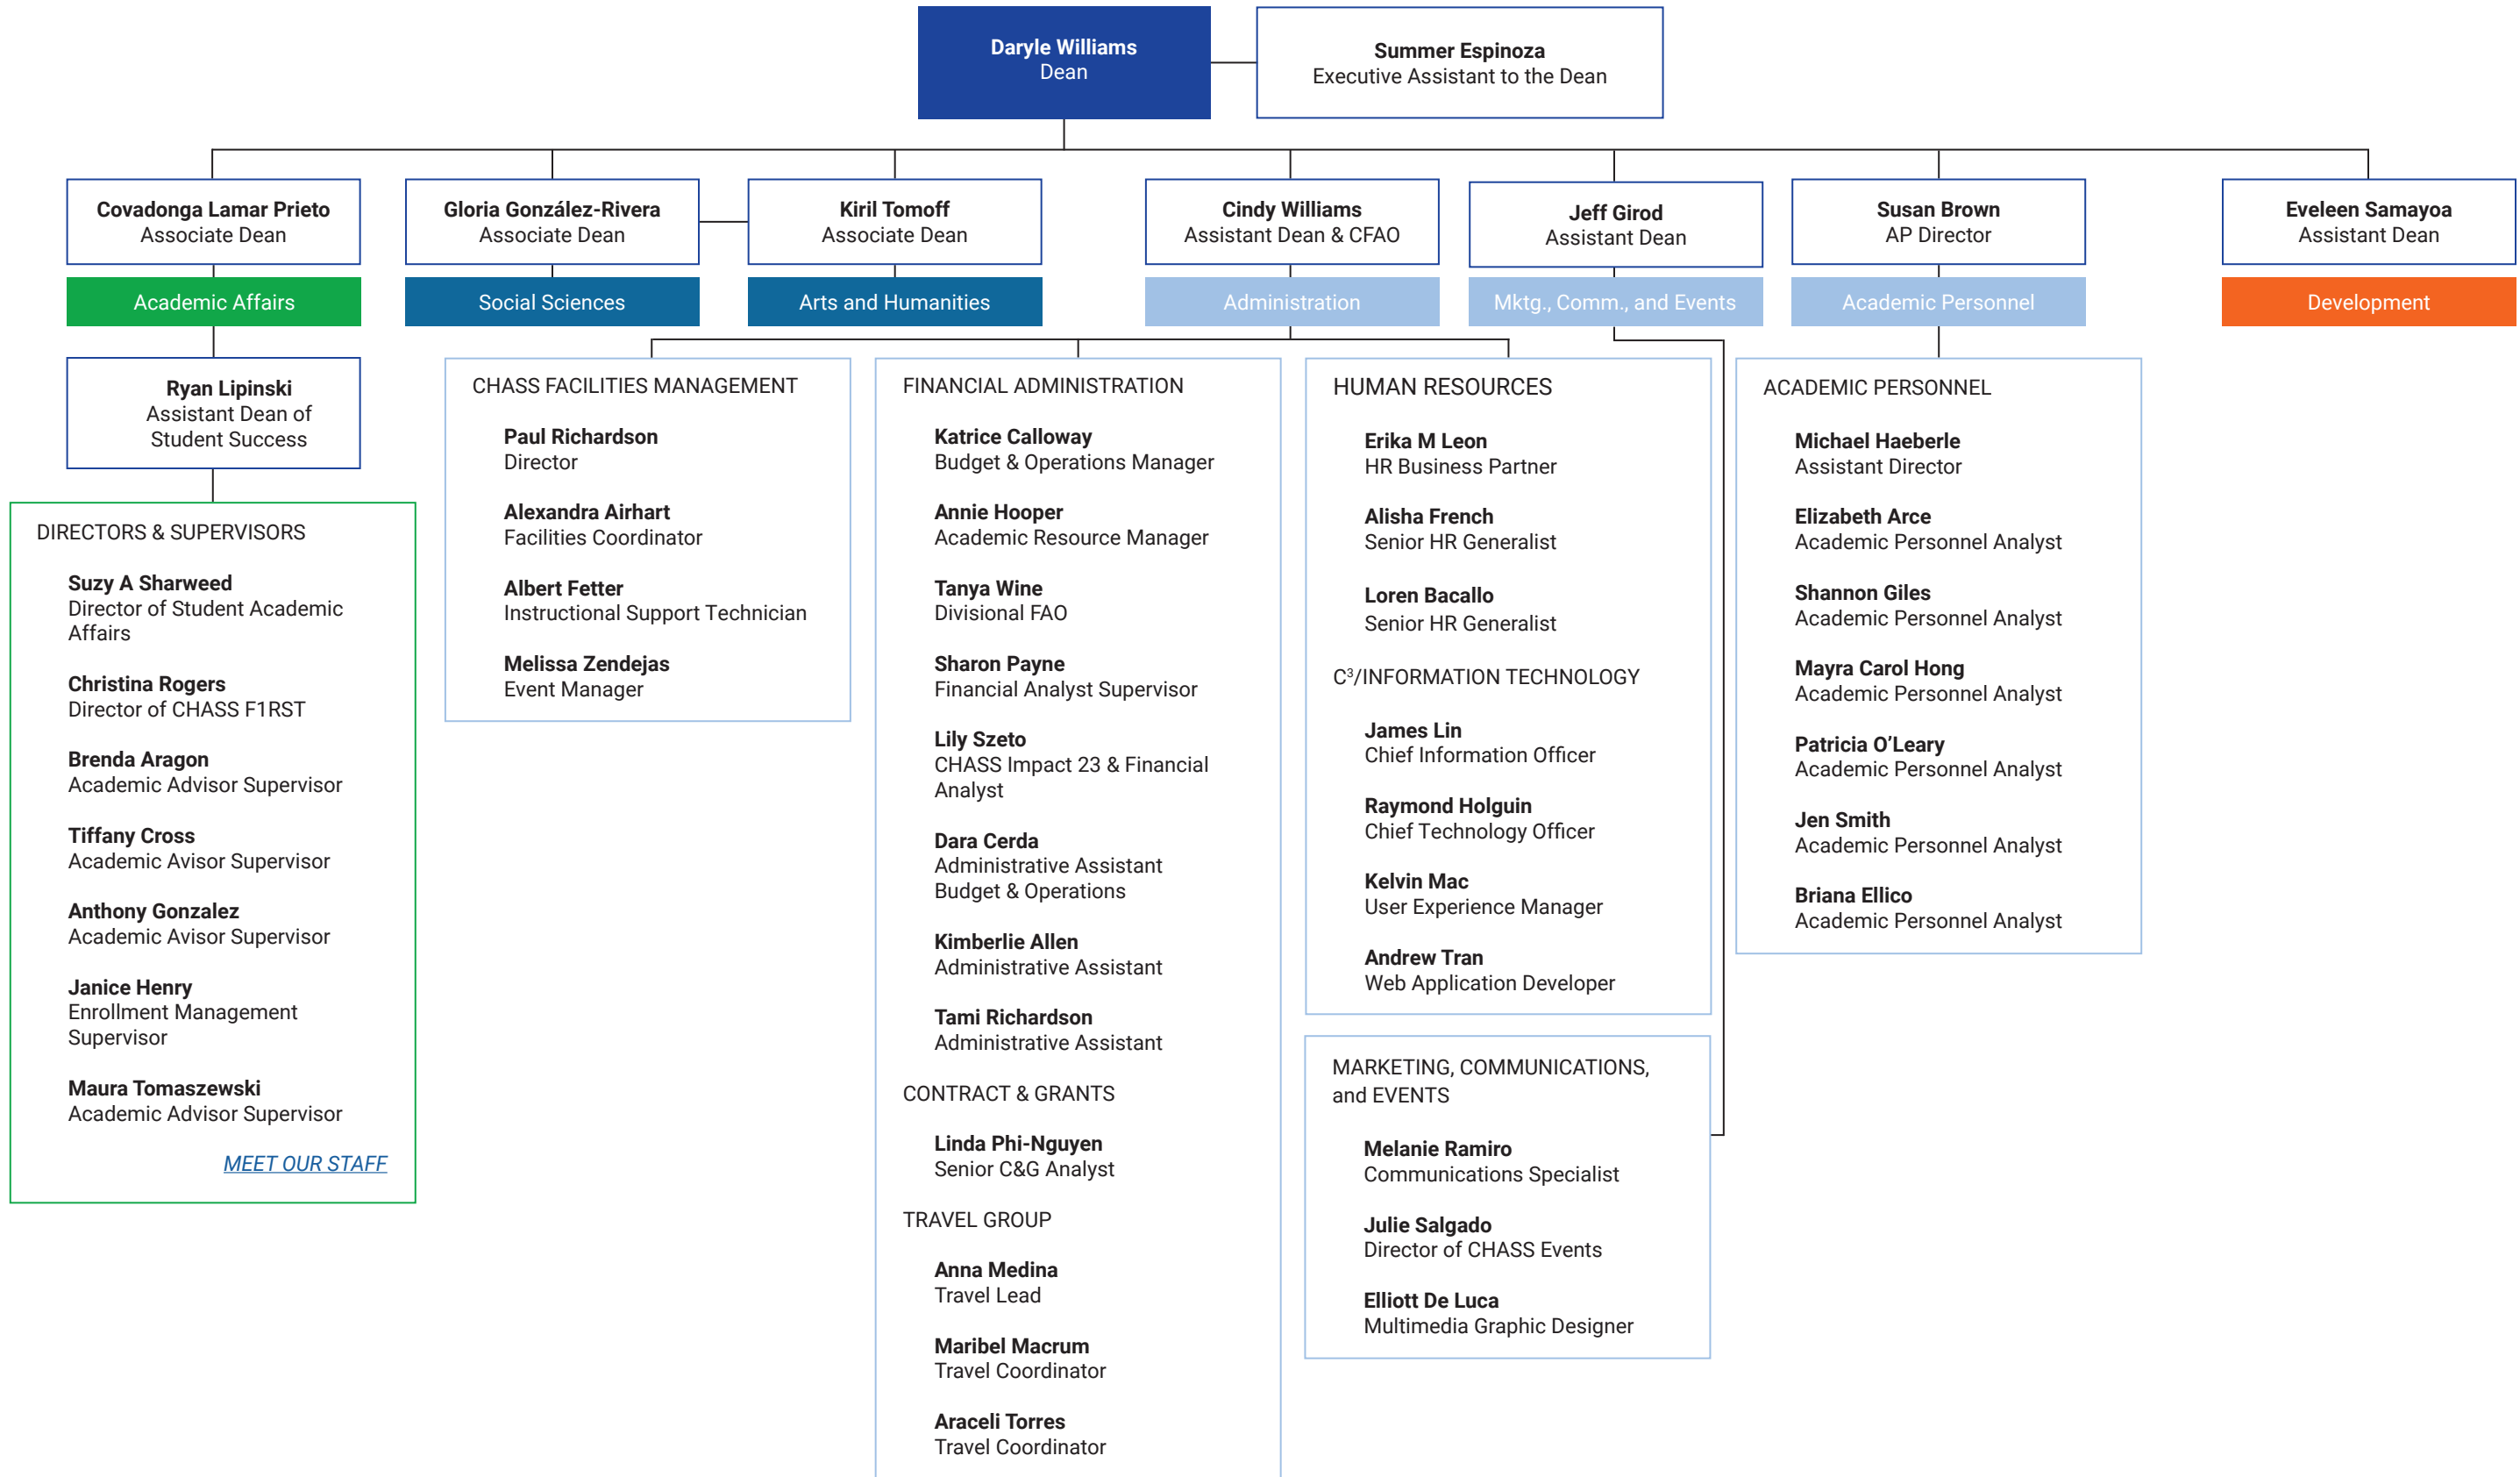 Daryle Williams
Dean
Summer Espinoza
Executive Assistant to the Dean
Covadonga Lamar Prieto
Associate Dean
Academic Affairs
Gloria González-Rivera
Associate Dean
Social Sciences
Kiril Tomoff
Associate Dean
Arts and Humanities
Cindy Williams
Assistant Dean & CFAO
Administration
Jeff Girod
Assistant Dean
Mktg., Comm., and Events
Susan Brown
AP Director
Academic Personnel
Eveleen Samayoa
Assistant Dean
Development
Ryan Lipinski
Assistant Dean of
Student Success
DIRECTORS & SUPERVISORS
Suzy A Sharweed
Director of Student Academic
Affairs
Christina Rogers
Director of CHASS F1RST
Brenda Aragon
Academic Advisor Supervisor
Tiffany Cross
Academic Avisor Supervisor
Anthony Gonzalez
Academic Avisor Supervisor
Janice Henry
Enrollment Management
Supervisor
Maura Tomaszewski
Academic Advisor Supervisor
MEET OUR STAFF
CHASS FACILITIES MANAGEMENT
Paul Richardson
Director
Alexandra Airhart
Facilities Coordinator
Albert Fetter
Instructional Support Technician
Melissa Zendejas
Event Manager
FINANCIAL ADMINISTRATION
Katrice Calloway
Budget & Operations Manager
Annie Hooper
Academic Resource Manager
Tanya Wine
Divisional FAO
Sharon Payne
Financial Analyst Supervisor
Lily Szeto
CHASS Impact 23 & Financial
Analyst
Dara Cerda
Administrative Assistant
Budget & Operations
Kimberlie Allen
Administrative Assistant
Tami Richardson
Administrative Assistant
CONTRACT & GRANTS
Linda Phi-Nguyen
Senior C&G Analyst
TRAVEL GROUP
Anna Medina
Travel Lead
Maribel Macrum
Travel Coordinator
Araceli Torres
Travel Coordinator
HUMAN RESOURCES
Erika M Leon
HR Business Partner
Alisha French
Senior HR Generalist
Loren Bacallo
Senior HR Generalist
C³/INFORMATION TECHNOLOGY
James Lin
Chief Information Officer
Raymond Holguin
Chief Technology Officer
Kelvin Mac
User Experience Manager
Andrew Tran
Web Application Developer
MARKETING, COMMUNICATIONS,
and EVENTS
Melanie Ramiro
Communications Specialist
Julie Salgado
Director of CHASS Events
Elliott De Luca
Multimedia Graphic Designer
ACADEMIC PERSONNEL
Michael Haeberle
Assistant Director
Elizabeth Arce
Academic Personnel Analyst
Shannon Giles
Academic Personnel Analyst
Mayra Carol Hong
Academic Personnel Analyst
Patricia O’Leary
Academic Personnel Analyst
Jen Smith
Academic Personnel Analyst
Briana Ellico
Academic Personnel Analyst